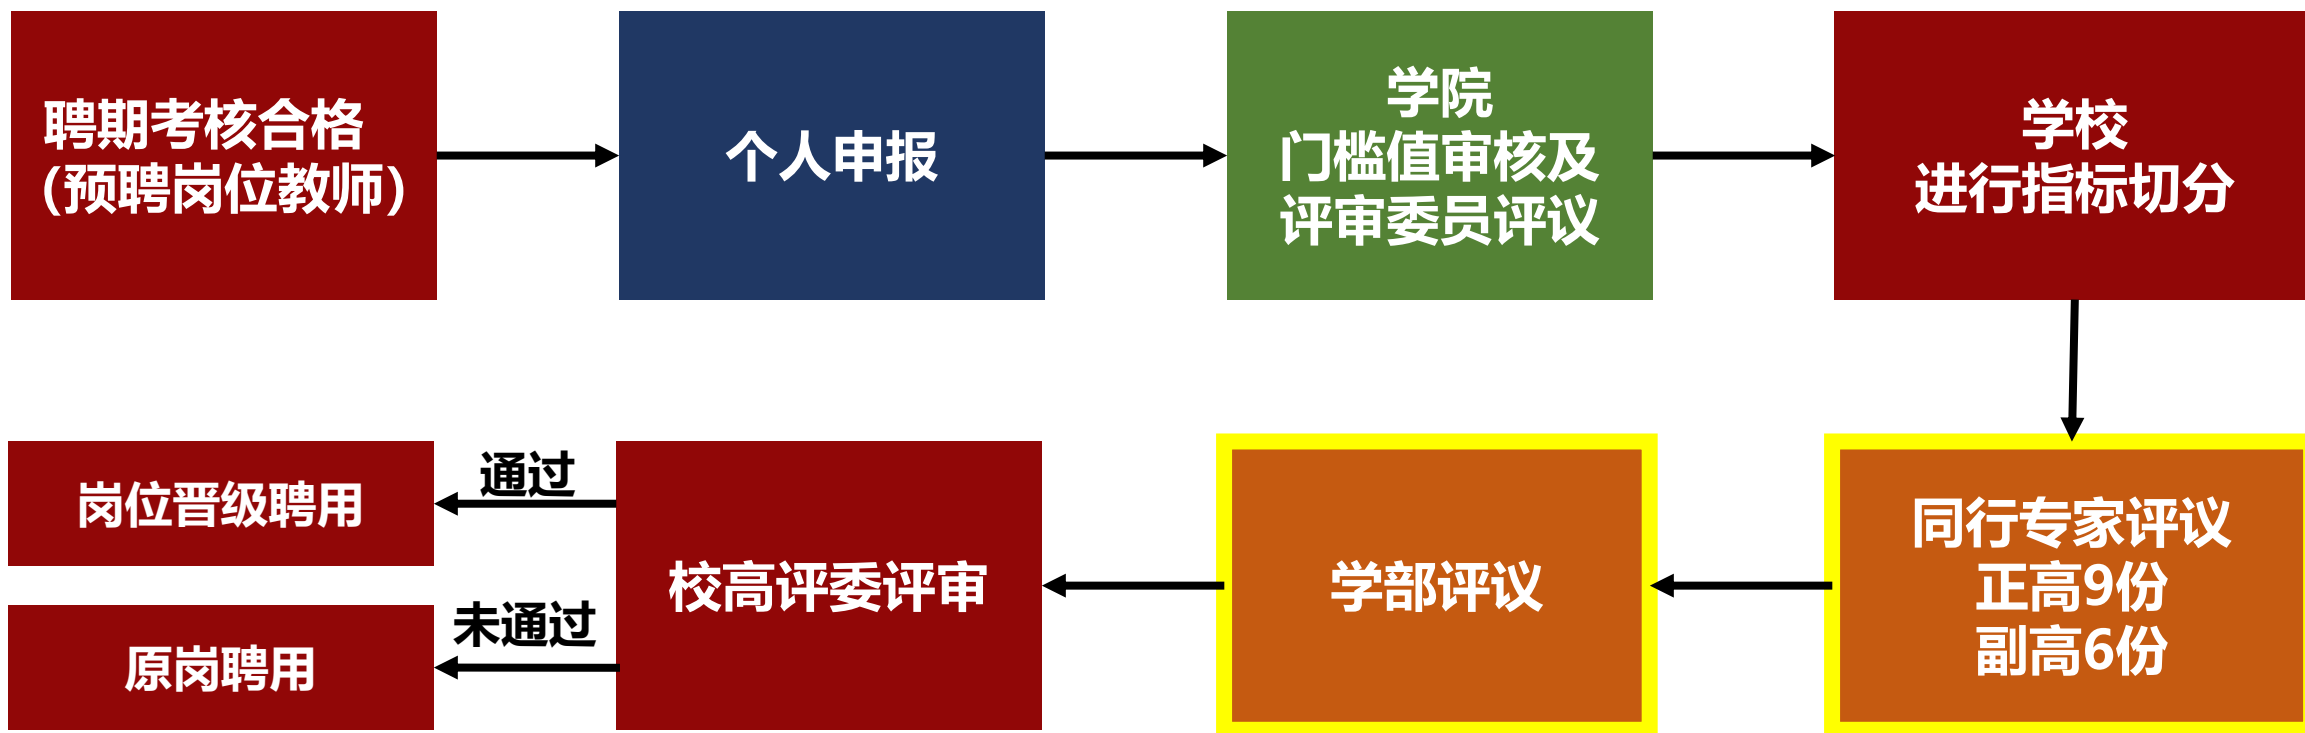 聘期考核合格
(预聘岗位教师)
个人申报
学院
门槛值审核及
评审委员评议
学校
进行指标切分
同行专家评议
正高9份
副高6份
学部评议
校高评委评审
通过
未通过
岗位晋级聘用
原岗聘用